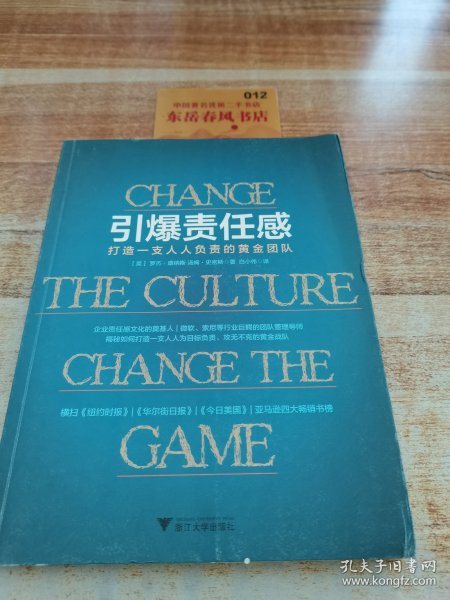 012
中国著名连锁二手书店
东岳春风书店
CHANGE
引爆责任感
打造一支人人负责的黄金团队
[美] 罗杰·康纳斯 汤姆·史密斯◎著 白小伟◎译
THE CULTURE
企业责任感文化的奠基人 | 微软、索尼等行业巨鳄的团队管理导师
揭秘如何打造一支人人为目标负责、攻无不克的黄金战队
CHANGE THE
横扫《纽约时报》|《华尔街日报》|《今日美国》| 亚马逊四大畅销书榜
GAME
浙江大学出版社
孔夫子旧书网
www.kongfz.com